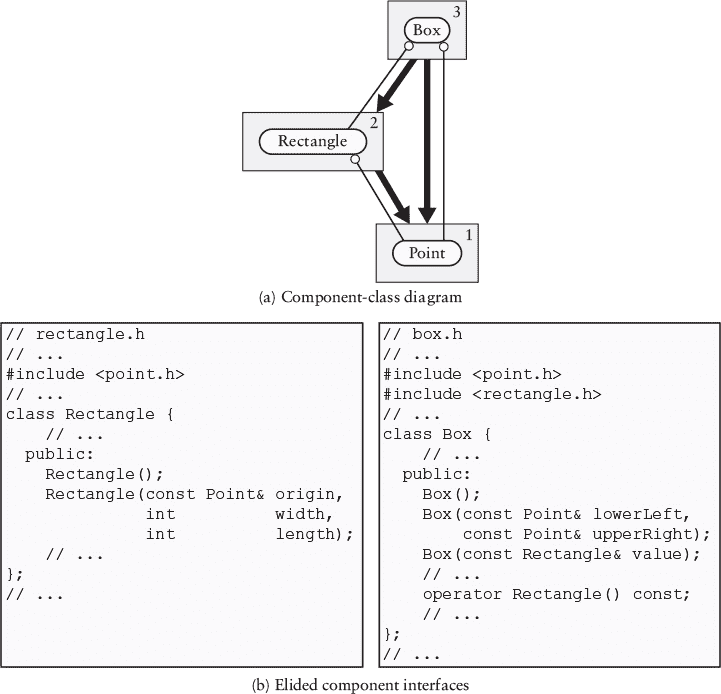 3
Box
2
Rectangle
1
Point
(a) Component-class diagram
// rectangle.h
// ...
#include <point.h>
// ...
class Rectangle {
    // ...
  public:
    Rectangle();
    Rectangle(const Point& origin,
              int          width,
              int          length);
    // ...
};
// ...
// box.h
// ...
#include <point.h>
#include <rectangle.h>
// ...
class Box {
    // ...
  public:
    Box();
    Box(const Point& lowerLeft,
        const Point& upperRight);
    Box(const Rectangle& value);
    // ...
    operator Rectangle() const;
    // ...
};
// ...
(b) Elided component interfaces